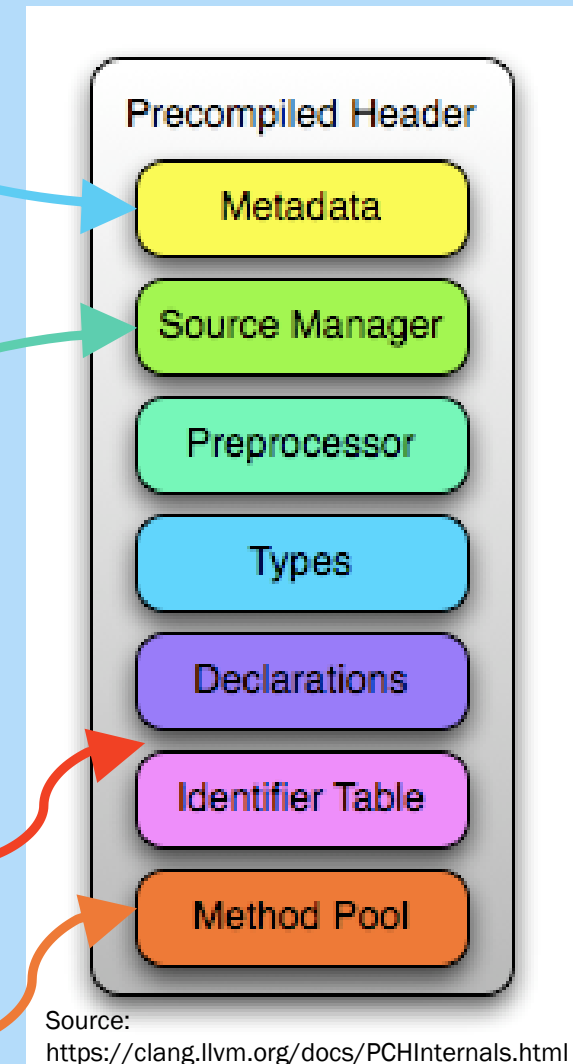 Precompiled Header
Metadata
Source Manager
Preprocessor
Types
Declarations
Identifier Table
Method Pool
Source:
https://clang.llvm.org/docs/PCHInternals.html